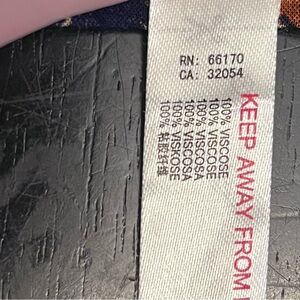 RN: 66170
CA: 32054
KEEP AWAY FROM
100% VISCOSE
100% VISCOSE
100% VISCOSA
100% VISCOSA
100% VISKOSE
100% 粘胶纤维